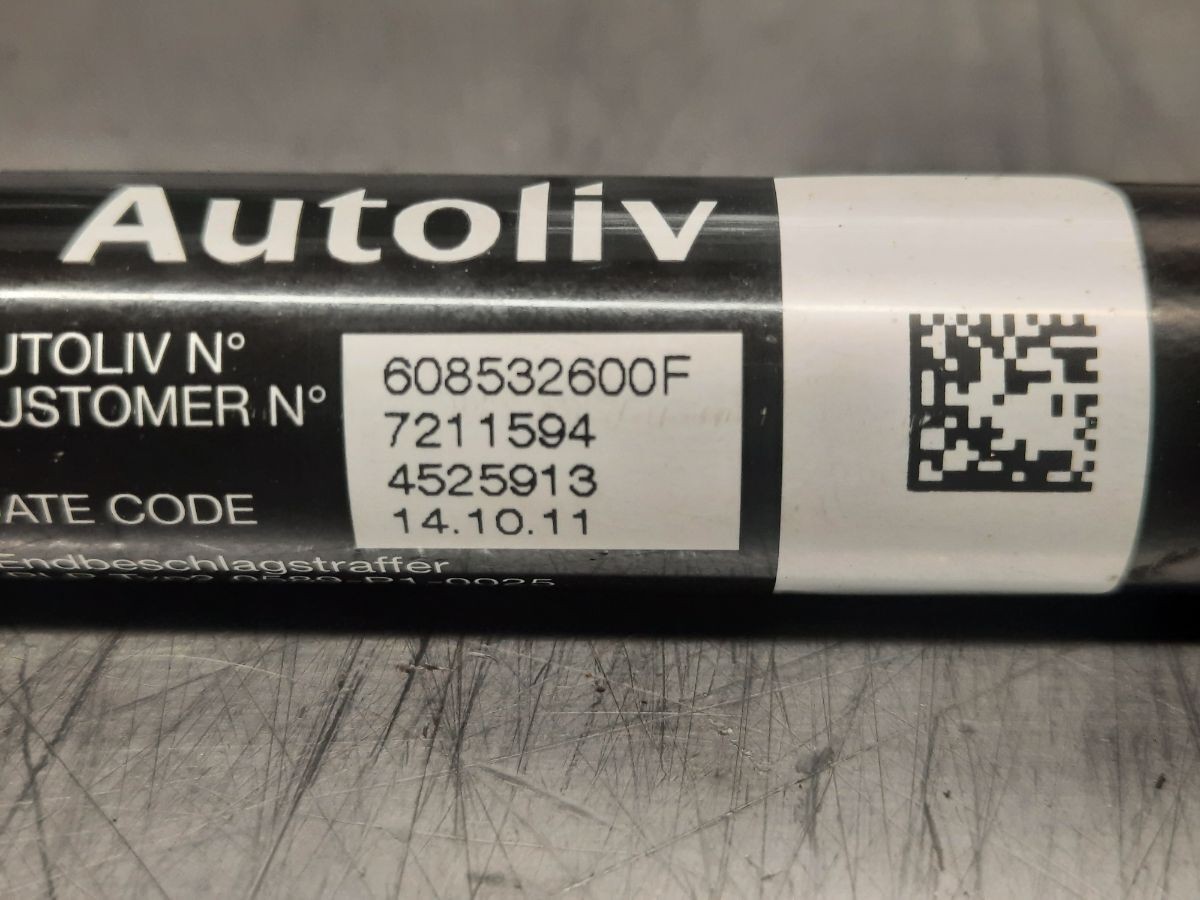 Autoliv
UTOLIV N° 608532600F
USTOMER N° 7211594
4525913
ATE CODE 14.10.11
Endbeschlagstraffer